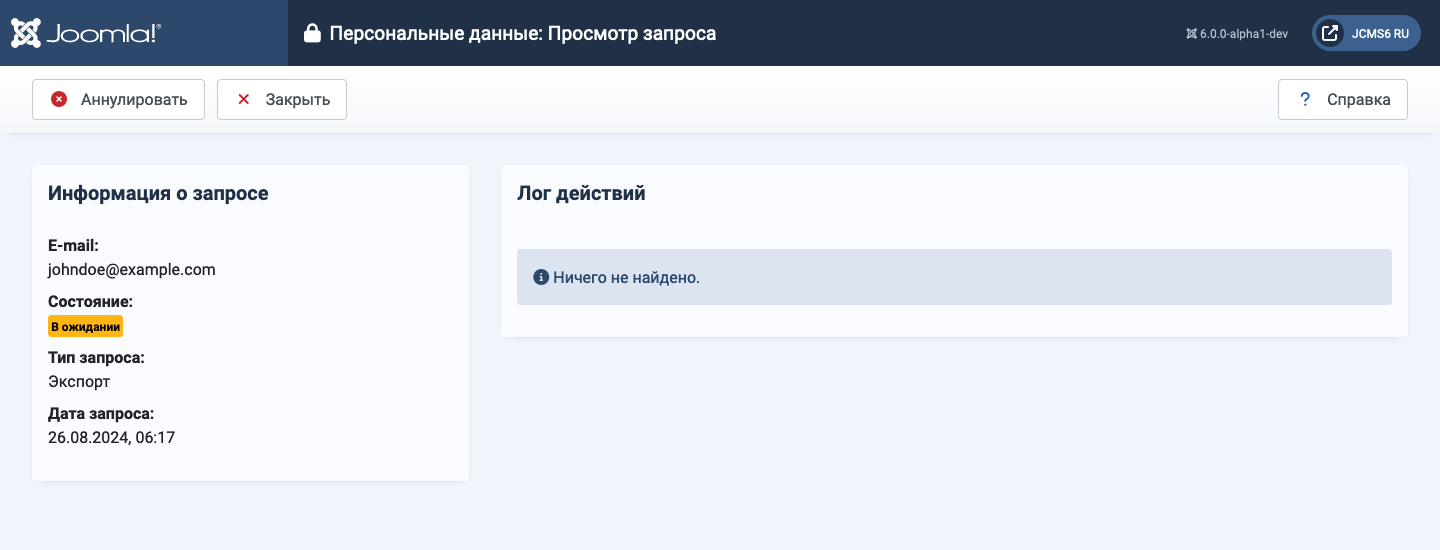 Joomla!®
Персональные данные: Просмотр запроса
6.0.0-alpha1-dev
JCMS6 RU
Аннулировать
Закрыть
? Справка
Информация о запросе
E-mail:
johndoe@example.com
Состояние:
В ожидании
Тип запроса:
Экспорт
Дата запроса:
26.08.2024, 06:17
Лог действий
Ничего не найдено.